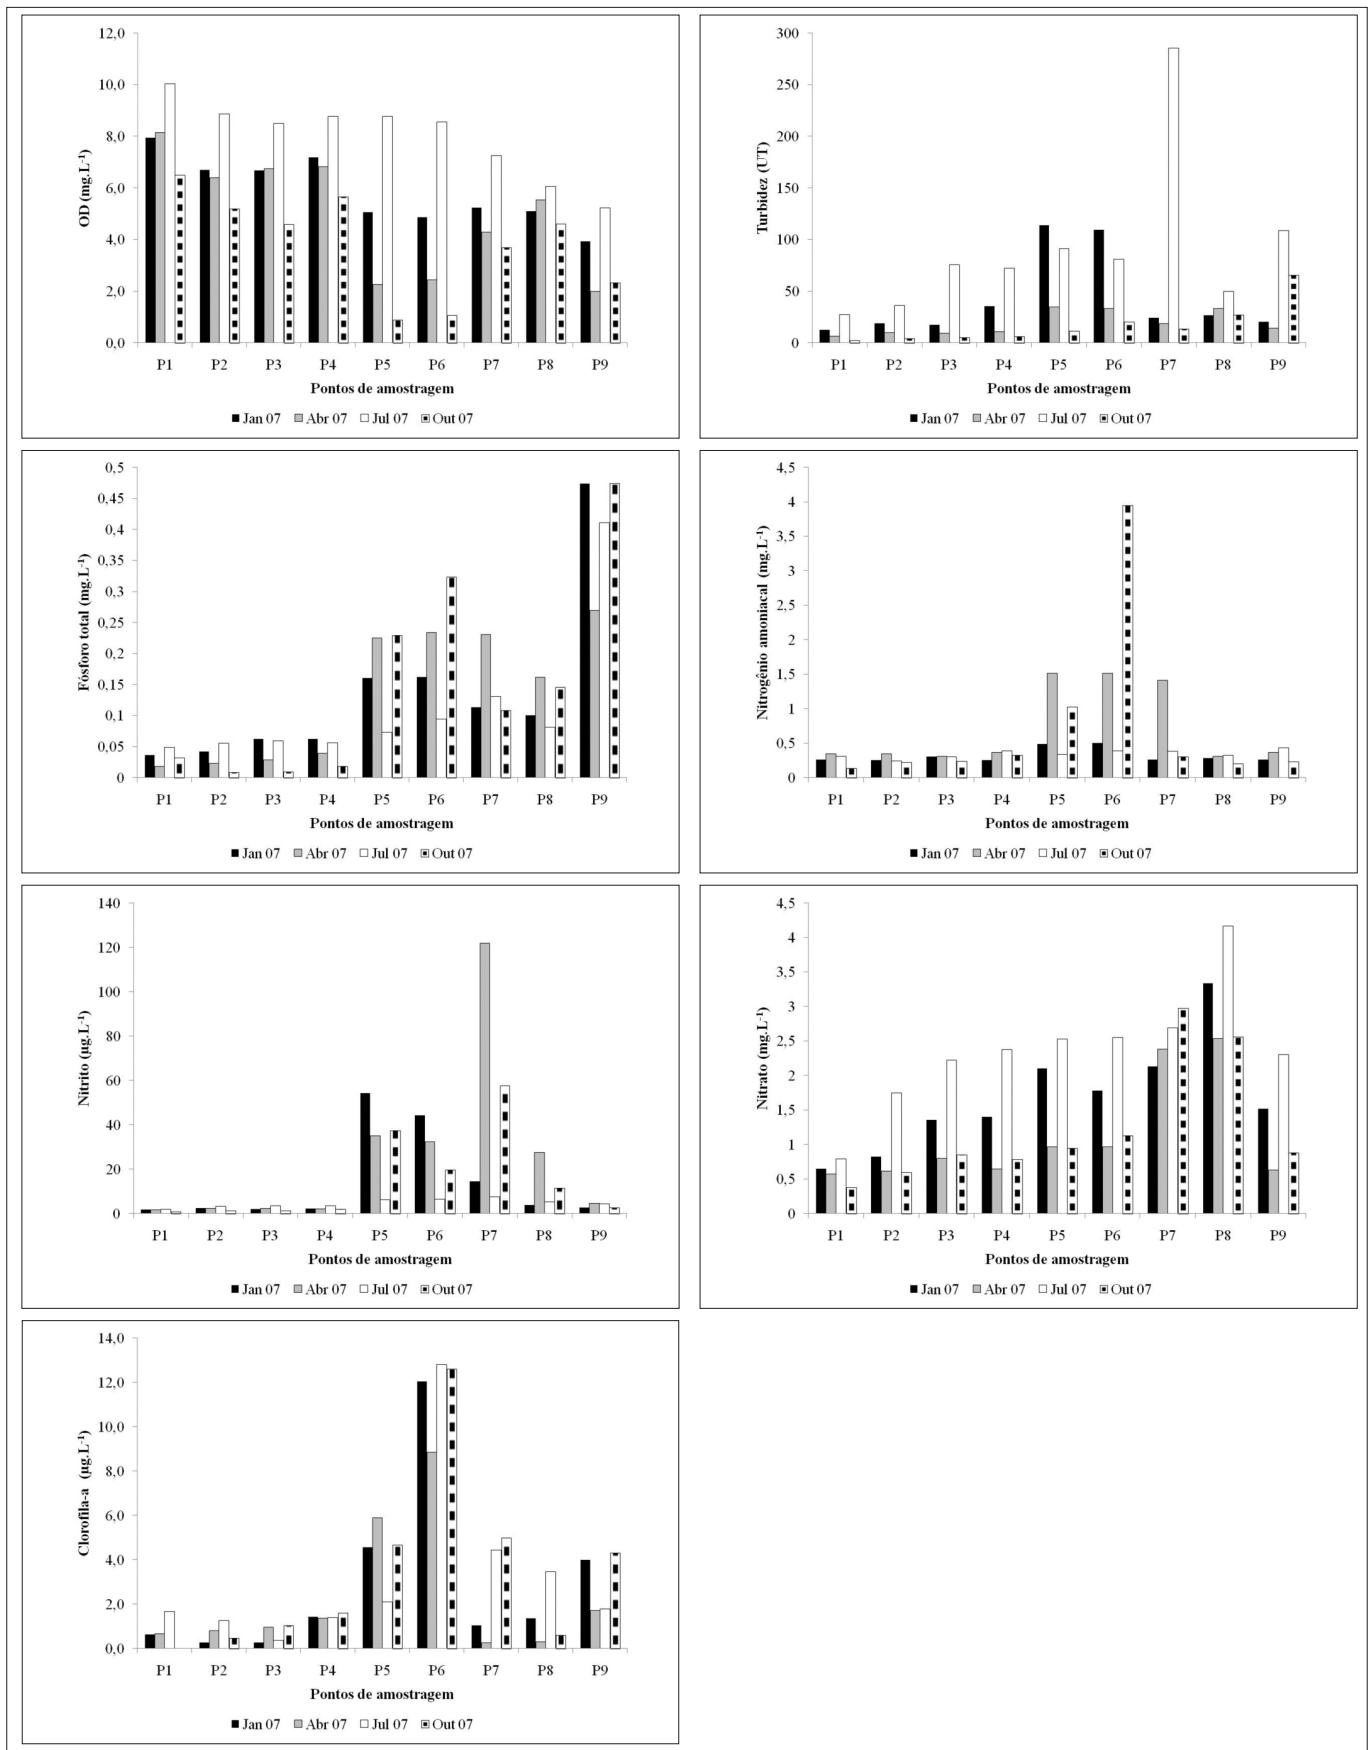 12,0
10,0
8,0
6,0
4,0
2,0
0,0
OD (mg.L-1)
P1 P2 P3 P4 P5 P6 P7 P8 P9
Pontos de amostragem
Jan 07 Abr 07 Jul 07 Out 07
300
250
200
150
100
50
0
Turbidez (UT)
P1 P2 P3 P4 P5 P6 P7 P8 P9
Pontos de amostragem
Jan 07 Abr 07 Jul 07 Out 07
0,5
0,45
0,4
0,35
0,3
0,25
0,2
0,15
0,1
0,05
0
Fósforo total (mg.L-1)
P1 P2 P3 P4 P5 P6 P7 P8 P9
Pontos de amostragem
Jan 07 Abr 07 Jul 07 Out 07
4,5
4
3,5
3
2,5
2
1,5
1
0,5
0
Nitrogênio amoniacal (mg.L-1)
P1 P2 P3 P4 P5 P6 P7 P8 P9
Pontos de amostragem
Jan 07 Abr 07 Jul 07 Out 07
140
120
100
80
60
40
20
0
Nitrito (µg.L-1)
P1 P2 P3 P4 P5 P6 P7 P8 P9
Pontos de amostragem
Jan 07 Abr 07 Jul 07 Out 07
4,5
4
3,5
3
2,5
2
1,5
1
0,5
0
Nitrato (mg.L-1)
P1 P2 P3 P4 P5 P6 P7 P8 P9
Pontos de amostragem
Jan 07 Abr 07 Jul 07 Out 07
14,0
12,0
10,0
8,0
6,0
4,0
2,0
0,0
Clorofila-a (µg.L-1)
P1 P2 P3 P4 P5 P6 P7 P8 P9
Pontos de amostragem
Jan 07 Abr 07 Jul 07 Out 07